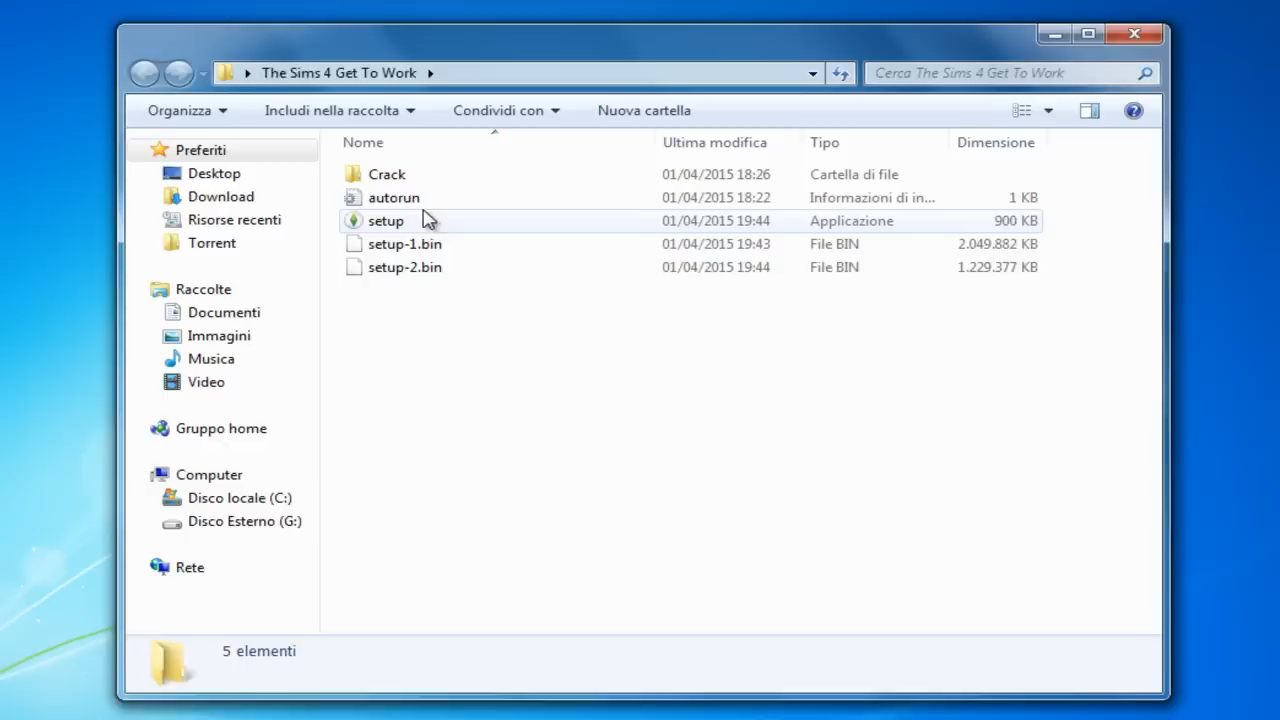 The Sims 4 Get To Work
Cerca The Sims 4 Get To Work
Organizza Includi nella raccolta Condividi con Nuova cartella
Nome Ultima modifica Tipo Dimensione
Crack 01/04/2015 18:26 Cartella di file
autorun 01/04/2015 18:22 Informazioni di in... 1 KB
setup 01/04/2015 19:44 Applicazione 900 KB
setup-1.bin 01/04/2015 19:43 File BIN 2.049.882 KB
setup-2.bin 01/04/2015 19:44 File BIN 1.229.377 KB
Preferiti
Desktop
Download
Risorse recenti
Torrent
Raccolte
Documenti
Immagini
Musica
Video
Gruppo home
Computer
Disco locale (C:)
Disco Esterno (G:)
Rete
5 elementi